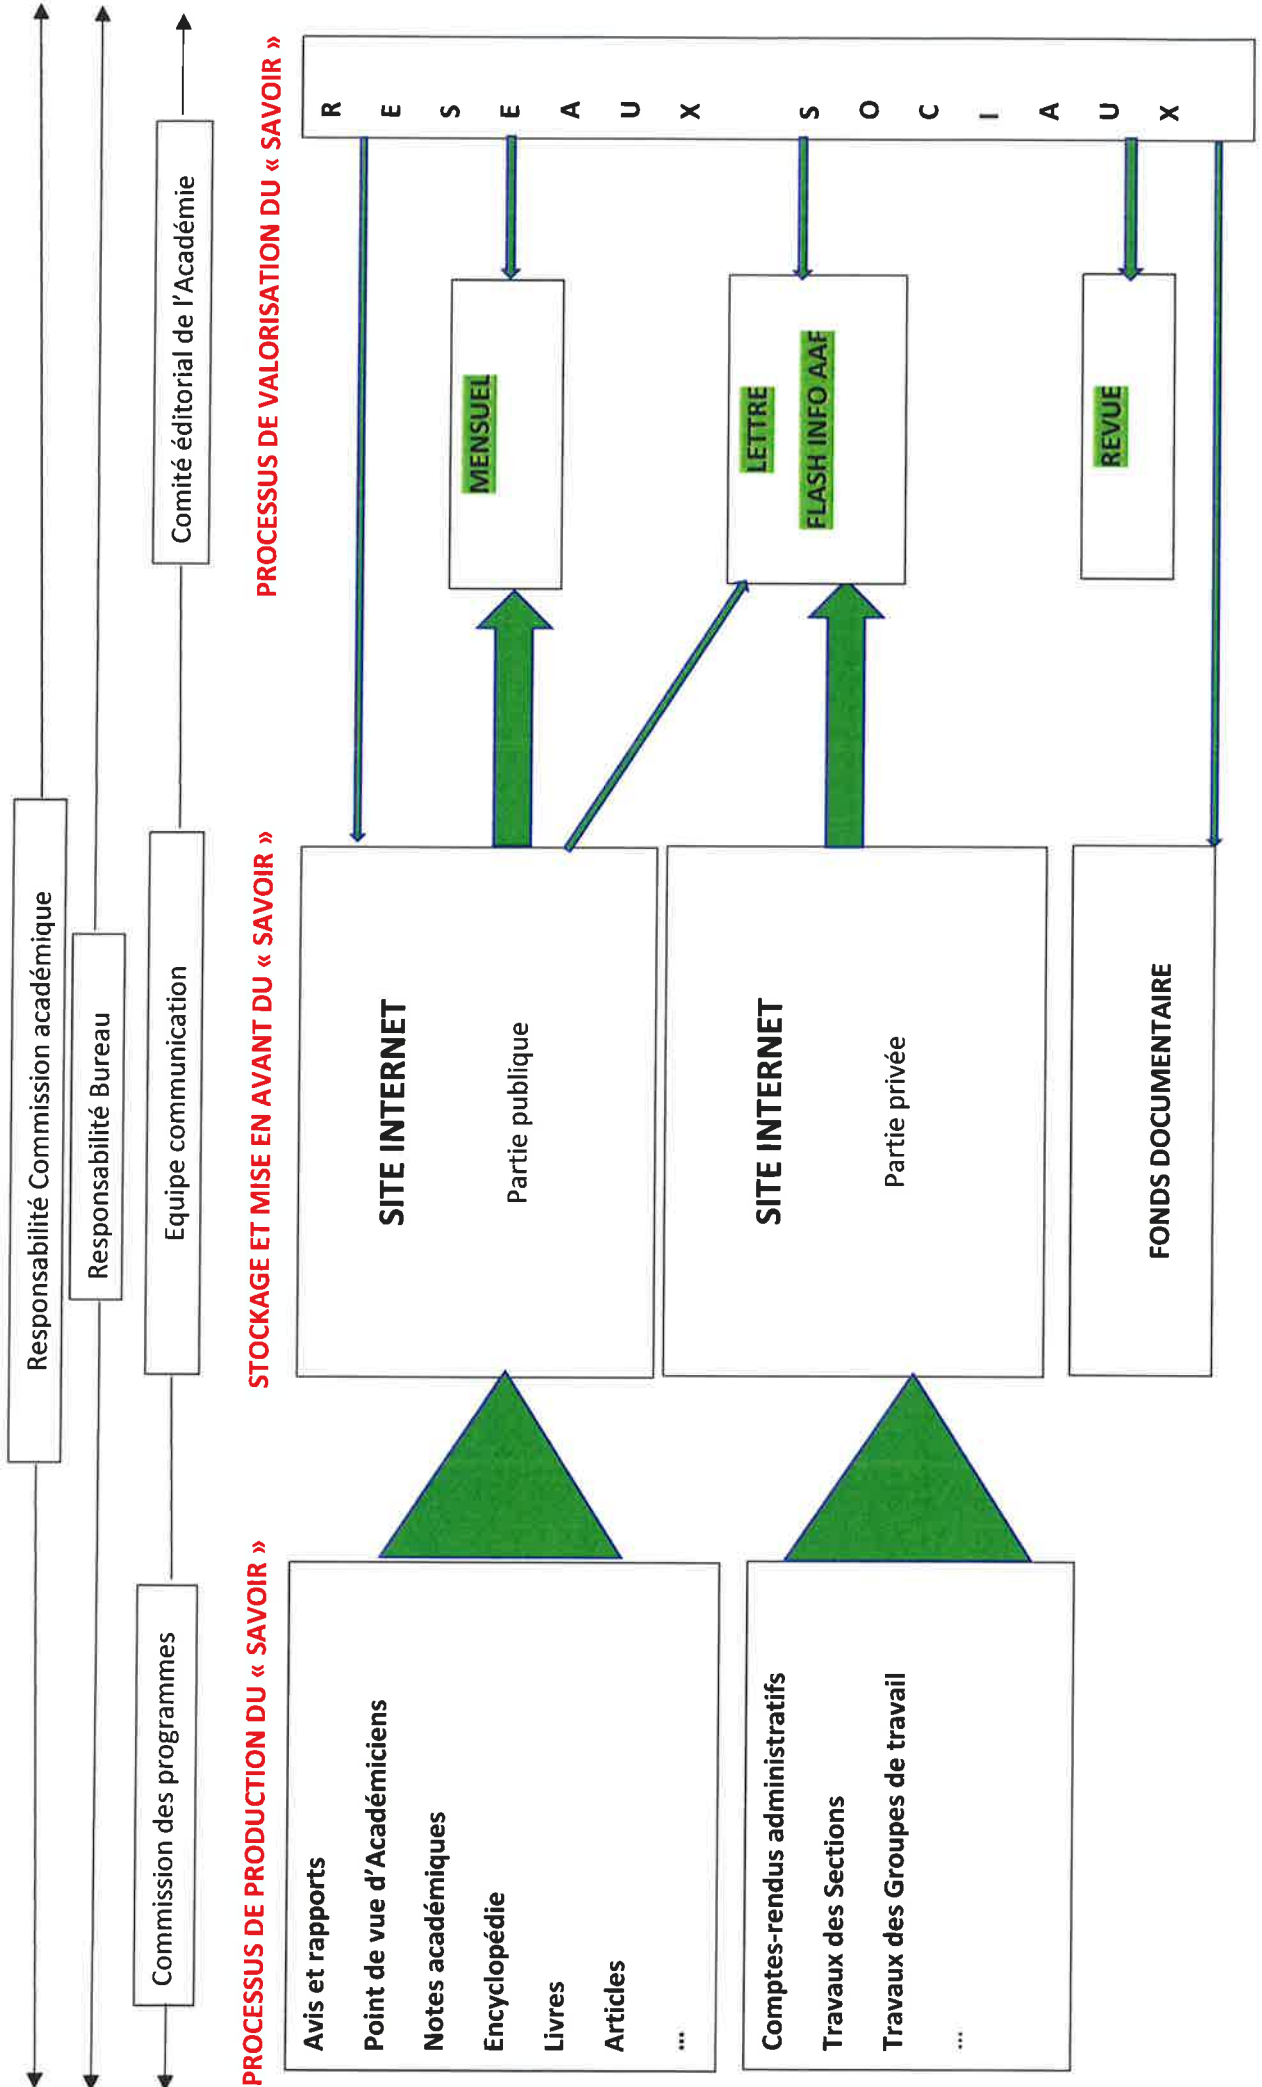 Responsabilité Commission académique
Responsabilité Bureau
Commission des programmes
Equipe communication
Comité éditorial de l'Académie
PROCESSUS DE PRODUCTION DU « SAVOIR »
STOCKAGE ET MISE EN AVANT DU « SAVOIR »
PROCESSUS DE VALORISATION DU « SAVOIR »
Avis et rapports
Point de vue d'Académiciens
Notes académiques
Encyclopédie
Livres
Articles
...
Comptes-rendus administratifs
Travaux des Sections
Travaux des Groupes de travail
...
SITE INTERNET
Partie publique
SITE INTERNET
Partie privée
FONDS DOCUMENTAIRE
MENSUEL
LETTRE
FLASH INFO AAF
REVUE
R
E
S
E
A
U
X
S
O
C
I
A
U
X